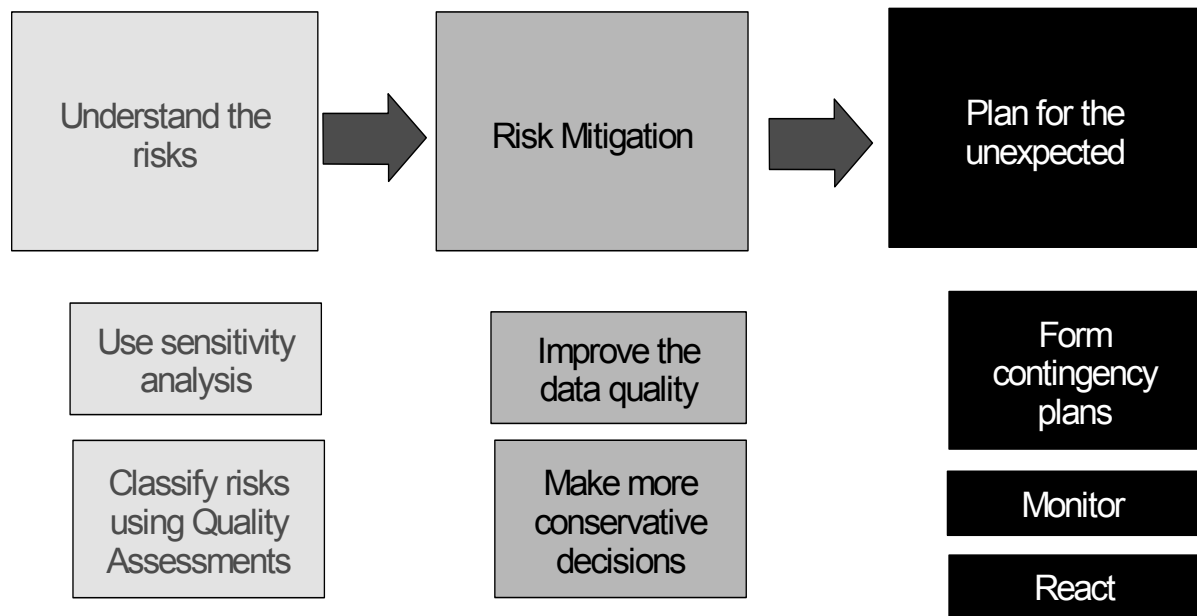 Understand the
risks
Risk Mitigation
Plan for the
unexpected
Use sensitivity
analysis
Classify risks
using Quality
Assessments
Improve the
data quality
Make more
conservative
decisions
Form
contingency
plans
Monitor
React